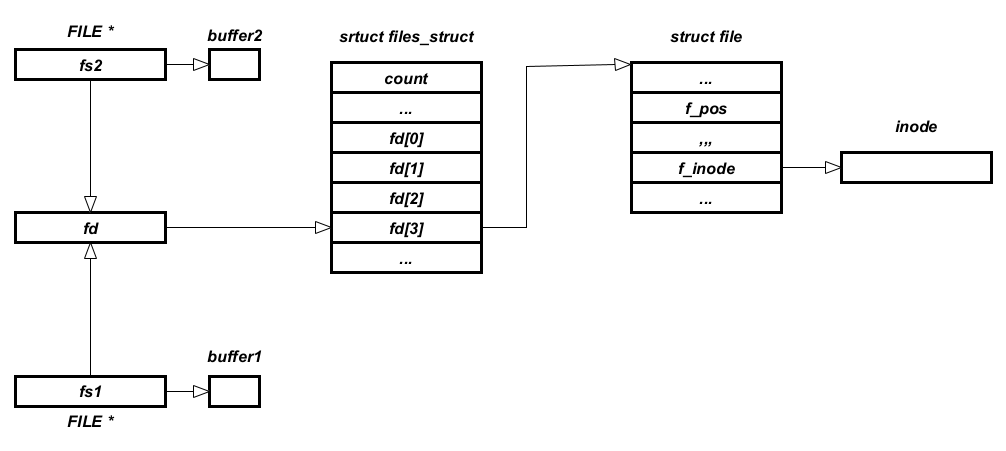 FILE *
fs2
buffer2
fd
buffer1
fs1
FILE *
srtuct files_struct
count
...
fd[0]
fd[1]
fd[2]
fd[3]
...
struct file
...
f_pos
,,,
f_inode
...
inode